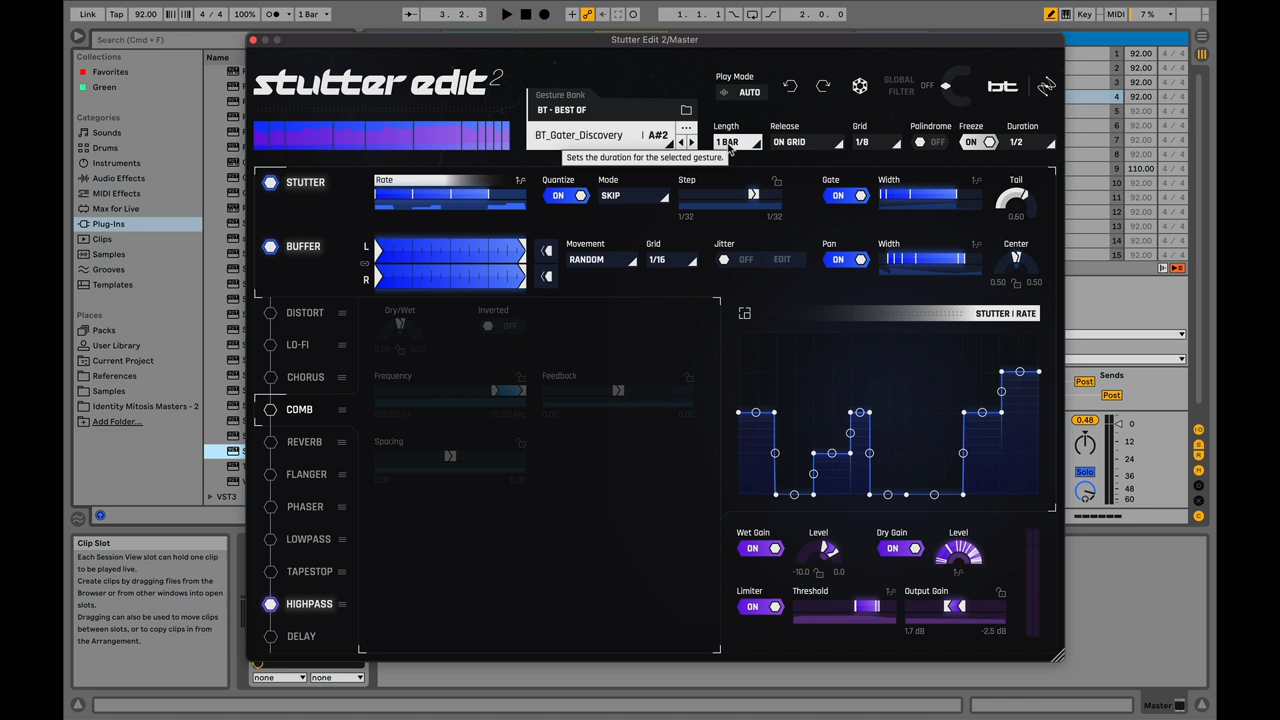 Link Tap 92.00 4 / 4 100% 1 Bar 3. 2. 3 1. 1. 1 2. 0. 0 Key MIDI 7 %
Search (Cmd + F)
Stutter Edit 2/Master
Collections
Favorites
Green
Categories
Sounds
Drums
Instruments
Audio Effects
MIDI Effects
Max for Live
Plug-Ins
Clips
Samples
Grooves
Templates
Places
Packs
User Library
Current Project
References
Samples
Identity Mitosis Masters - 2
Add Folder...
Name
VST3
stutter edit 2
Gesture Bank
BT - BEST OF
BT_Gater_Discovery A#2
Play Mode
AUTO
GLOBAL
FILTER OFF
bt
Length Release Grid Palindrome Freeze Duration
1 BAR ON GRID 1/8 OFF ON 1/2
Sets the duration for the selected gesture.
STUTTER Rate Quantize Mode Step Gate Width Tail
ON SKIP ON
1/32 1/32 0.60
BUFFER L Movement Grid Jitter Pan Width Center
RANDOM 1/16 OFF EDIT ON
R 0.50 0.50
DISTORT
LO-FI
CHORUS
COMB
REVERB
FLANGER
PHASER
LOWPASS
TAPESTOP
HIGHPASS
DELAY
Dry/Wet Inverted
OFF
Frequency Feedback
Spacing
STUTTER | RATE
Wet Gain Level Dry Gain Level
ON ON
-10.0 0.0
Limiter Threshold Output Gain
ON
1.7 dB -2.5 dB
1 92.00 4 / 4
2 92.00 4 / 4
3 92.00 4 / 4
4 92.00 4 / 4
5 92.00 4 / 4
6 92.00 4 / 4
7 92.00 4 / 4
8 92.00 4 / 4
9 110.00 4 / 4
10 92.00 4 / 4
11 92.00 4 / 4
12 92.00 4 / 4
13 92.00 4 / 4
14 92.00 4 / 4
15 92.00 4 / 4
Sends
Post
Post
0.48
0
12
24
36
48
60
Solo
Clip Slot
Each Session View slot can hold one clip
to be played live.
Create clips by dragging files from the
Browser or from other windows into open
slots.
Dragging can also be used to move clips
between slots, or to copy clips in from
the Arrangement.
none none
Master